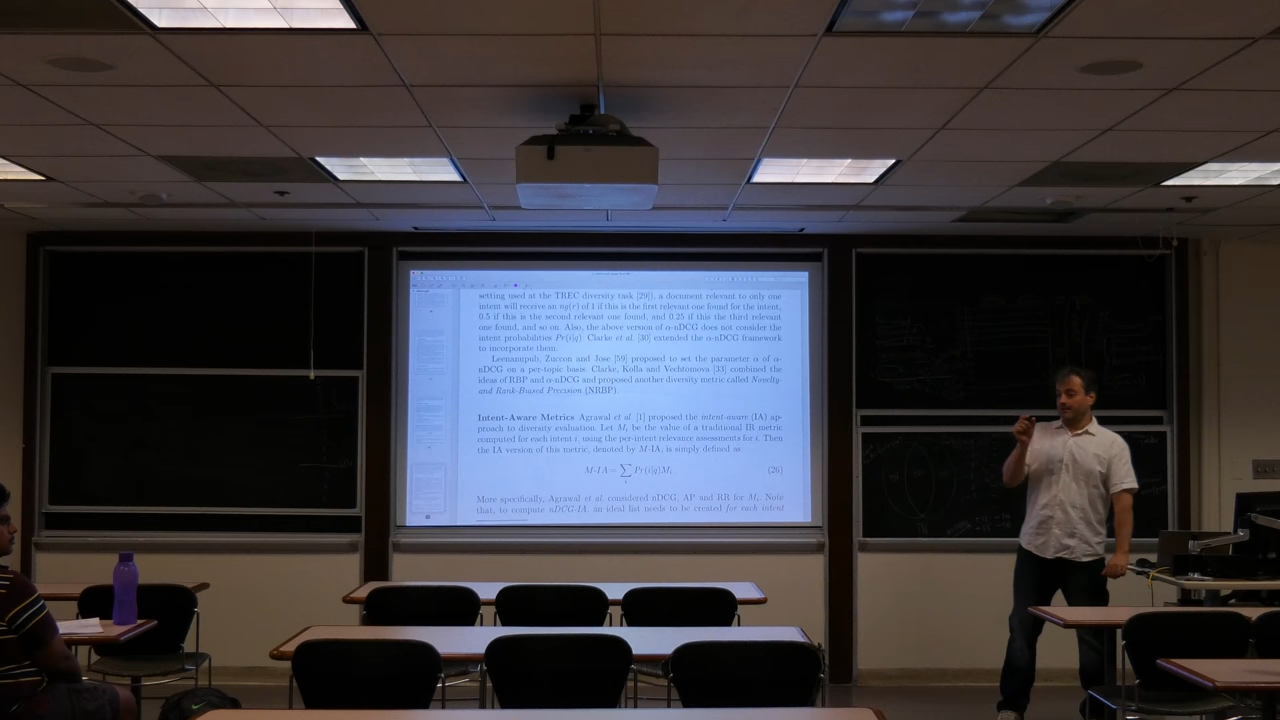 setting used at the TREC diversity task [29]), a document relevant to only one
intent will receive an ng(r) of 1 if this is the first relevant one found for the intent,
0.5 if this is the second relevant one found, and 0.25 if this the third relevant
one found, and so on. Also, the above version of α-nDCG does not consider the
intent probabilities Pr(i|q). Clarke et al. [30] extended the α-nDCG framework
to incorporate them.
Leenanupab, Zuccon and Jose [59] proposed to set the parameter α of α-
nDCG on a per-topic basis. Clarke, Kolla and Vechtomova [33] combined the
ideas of RBP and α-nDCG and proposed another diversity metric called Novelty-
and Rank-Biased Precision (NRBP).
Intent-Aware Metrics Agrawal et al. [1] proposed the intent-aware (IA) ap-
proach to diversity evaluation. Let Mᵢ be the value of a traditional IR metric
computed for each intent i, using the per-intent relevance assessments for i. Then
the IA version of this metric, denoted by M-IA, is simply defined as
M-IA = ∑ᵢ Pr(i|q)Mᵢ . (26)
More specifically, Agrawal et al. considered nDCG, AP and RR for Mᵢ. Note
that, to compute nDCG-IA, an ideal list needs to be created for each intent